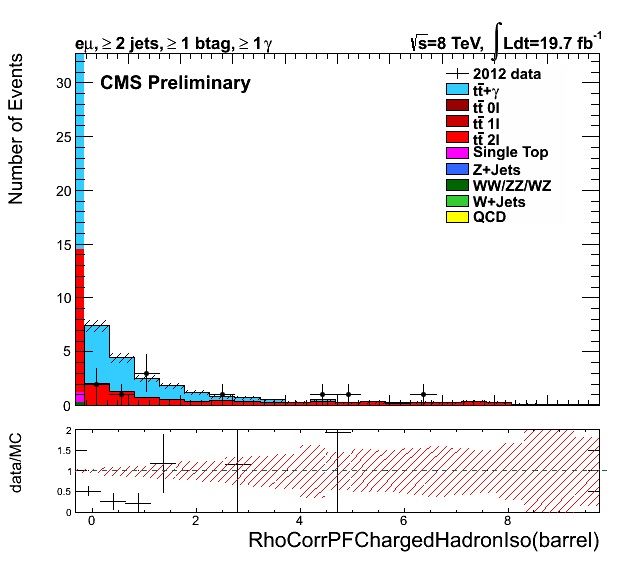 eμ, ≥ 2 jets, ≥ 1 btag, ≥ 1γ
√s=8 TeV, ∫Ldt=19.7 fb⁻¹
CMS Preliminary
Number of Events
30
25
20
15
10
5
0
2012 data
tt̄+γ
tt̄ 0l
tt̄ 1l
tt̄ 2l
Single Top
Z+Jets
WW/ZZ/WZ
W+Jets
QCD
data/MC
2
1.5
1
0.5
0
0 2 4 6 8
RhoCorrPFChargedHadronIso(barrel)